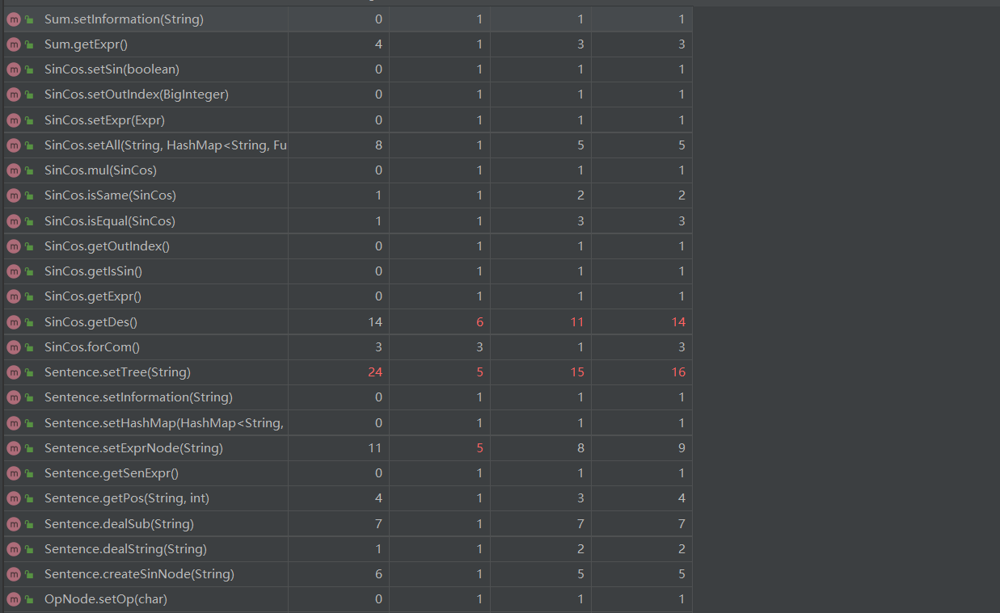 Sum.setInformation(String) 0 1 1 1
Sum.getExpr() 4 1 3 3
SinCos.setSin(boolean) 0 1 1 1
SinCos.setOutIndex(BigInteger) 0 1 1 1
SinCos.setExpr(Expr) 0 1 1 1
SinCos.setAll(String, HashMap<String, Fu 8 1 5 5
SinCos.mul(SinCos) 0 1 1 1
SinCos.isSame(SinCos) 1 1 2 2
SinCos.isEqual(SinCos) 1 1 3 3
SinCos.getOutIndex() 0 1 1 1
SinCos.getIsSin() 0 1 1 1
SinCos.getExpr() 0 1 1 1
SinCos.getDes() 14 6 11 14
SinCos.forCom() 3 3 1 3
Sentence.setTree(String) 24 5 15 16
Sentence.setInformation(String) 0 1 1 1
Sentence.setHashMap(HashMap<String, 0 1 1 1
Sentence.setExprNode(String) 11 5 8 9
Sentence.getSenExpr() 0 1 1 1
Sentence.getPos(String, int) 4 1 3 4
Sentence.dealSub(String) 7 1 7 7
Sentence.dealString(String) 1 1 2 2
Sentence.createSinNode(String) 6 1 5 5
OpNode.setOp(char) 0 1 1 1